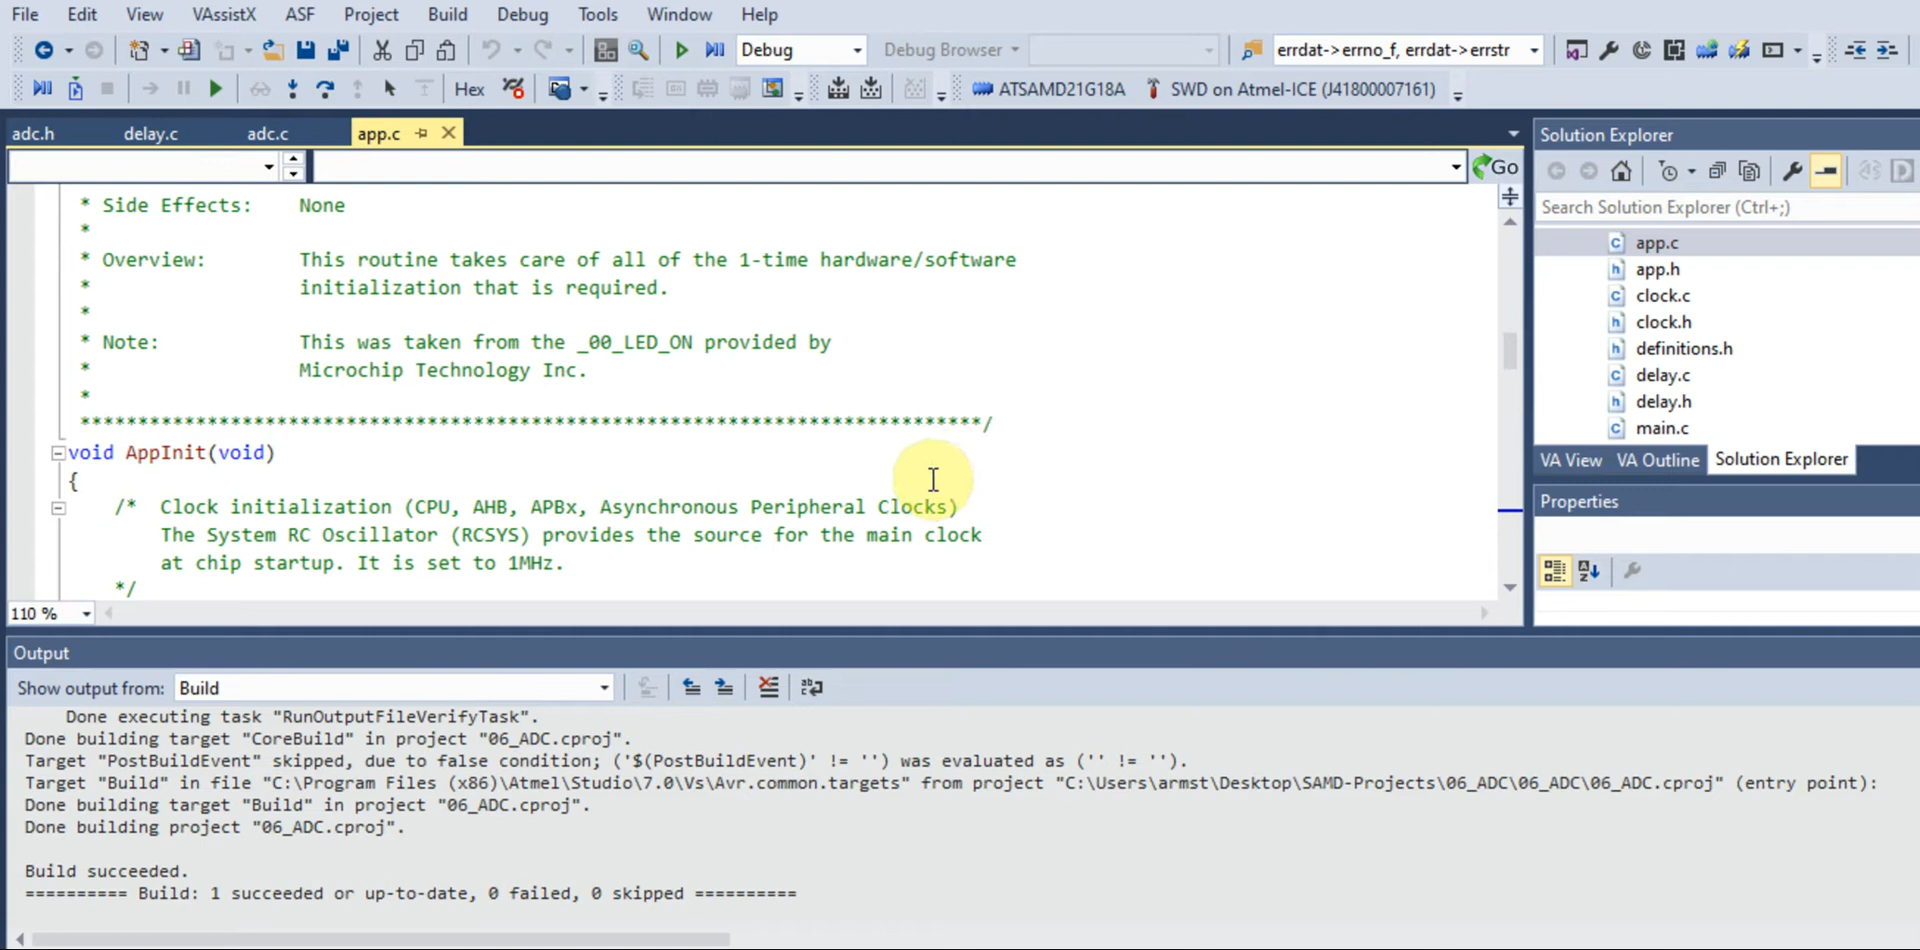 File Edit View VAssistX ASF Project Build Debug Tools Window Help
Debug Debug Browser errdat->errno_f, errdat->errstr
Hex ATSAMD21G18A SWD on Atmel-ICE (J41800007161)
adc.h delay.c adc.c app.c
Go
* Side Effects: None
*
* Overview: This routine takes care of all of the 1-time hardware/software
* initialization that is required.
*
* Note: This was taken from the _00_LED_ON provided by
* Microchip Technology Inc.
*
******************************************************************************/
void AppInit(void)
{
/* Clock initialization (CPU, AHB, APBx, Asynchronous Peripheral Clocks)
The System RC Oscillator (RCSYS) provides the source for the main clock
at chip startup. It is set to 1MHz.
*/
110 %
Solution Explorer
Search Solution Explorer (Ctrl+;)
app.c
app.h
clock.c
clock.h
definitions.h
delay.c
delay.h
main.c
VA View VA Outline Solution Explorer
Properties
Output
Show output from: Build
Done executing task "RunOutputFileVerifyTask".
Done building target "CoreBuild" in project "06_ADC.cproj".
Target "PostBuildEvent" skipped, due to false condition; ('$(PostBuildEvent)' != '') was evaluated as ('' != '').
Target "Build" in file "C:\Program Files (x86)\Atmel\Studio\7.0\Vs\Avr.common.targets" from project "C:\Users\armst\Desktop\SAMD-Projects\06_ADC\06_ADC\06_ADC.cproj" (entry point):
Done building target "Build" in project "06_ADC.cproj".
Done building project "06_ADC.cproj".
Build succeeded.
========== Build: 1 succeeded or up-to-date, 0 failed, 0 skipped ==========